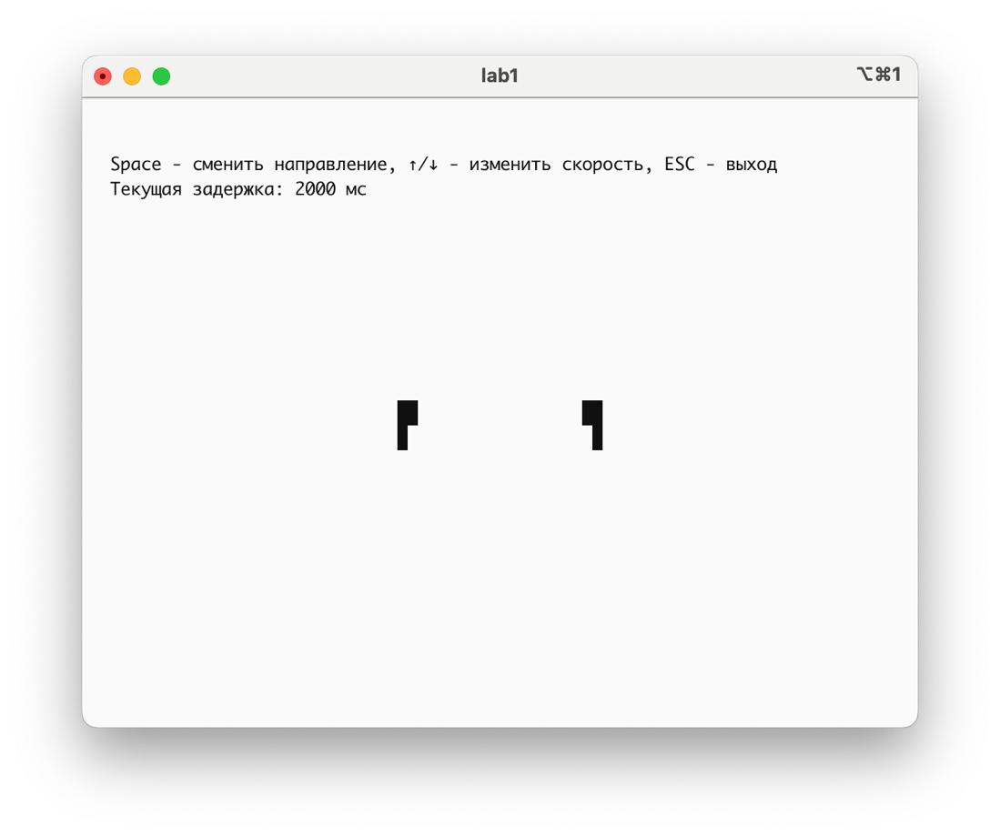 lab1
⌥⌘1
Space - сменить направление, ↑/↓ - изменить скорость, ESC - выход
Текущая задержка: 2000 мс